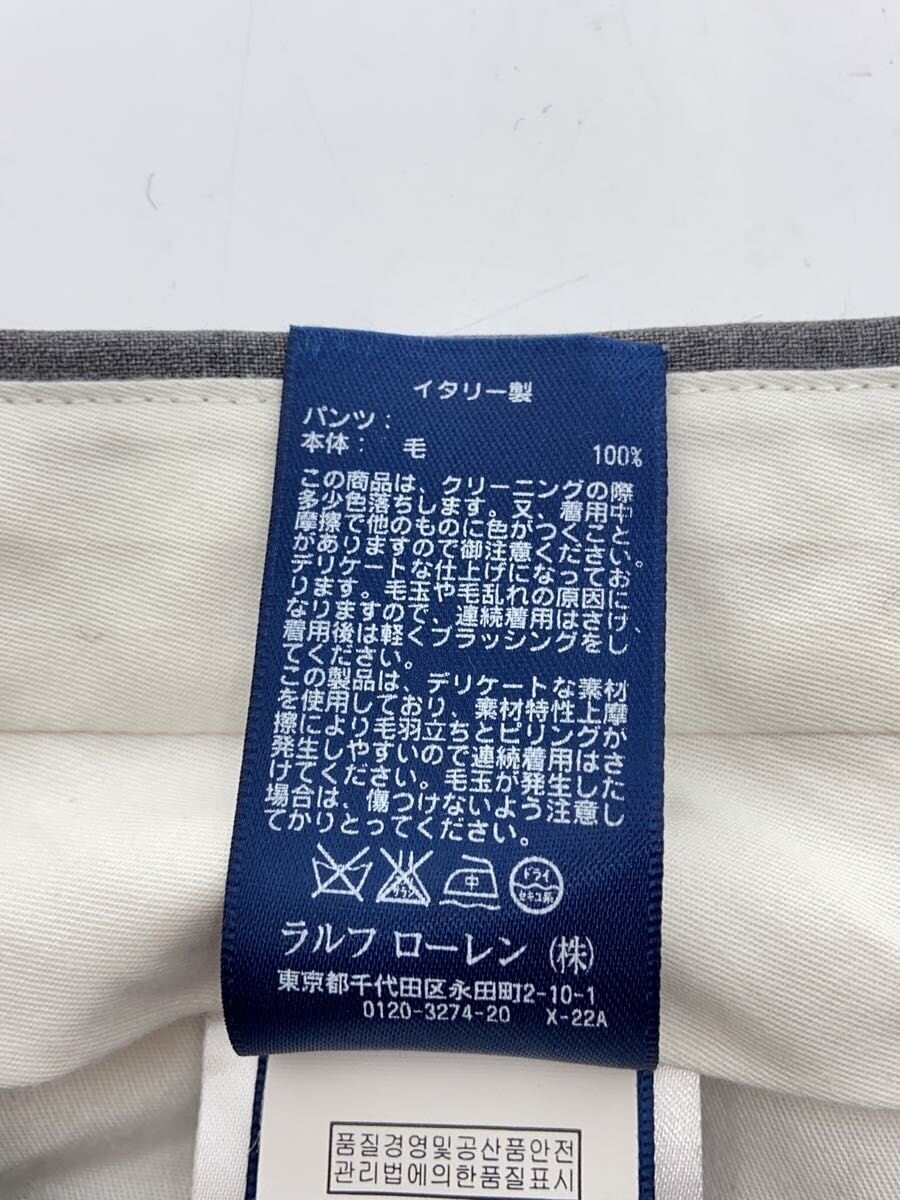 イタリー製
パンツ:
本体: 毛 100%
この商品は、クリーニングの際
多少色落ちします。又、着用中
摩擦で他のものに色がつくこと
がありますので御注意ください。
デリケートな仕上げになってお
ります。毛玉や毛乱れの原因に
なりますので、連続着用はさけ、
着用後は軽くブラッシングをし
てください。
この製品は、デリケートな素材
を使用しており、素材特性上摩
擦により毛羽立ちとピリングが
発生しやすいので連続着用はさ
けてください。毛玉が発生した
場合は、傷つけないよう注意し
てかりとってください。
中 ドライ
セキユ系
ラルフ ローレン (株)
東京都千代田区永田町2-10-1
0120-3274-20 X-22A
품질경영및공산품안전
관리법에의한품질표시